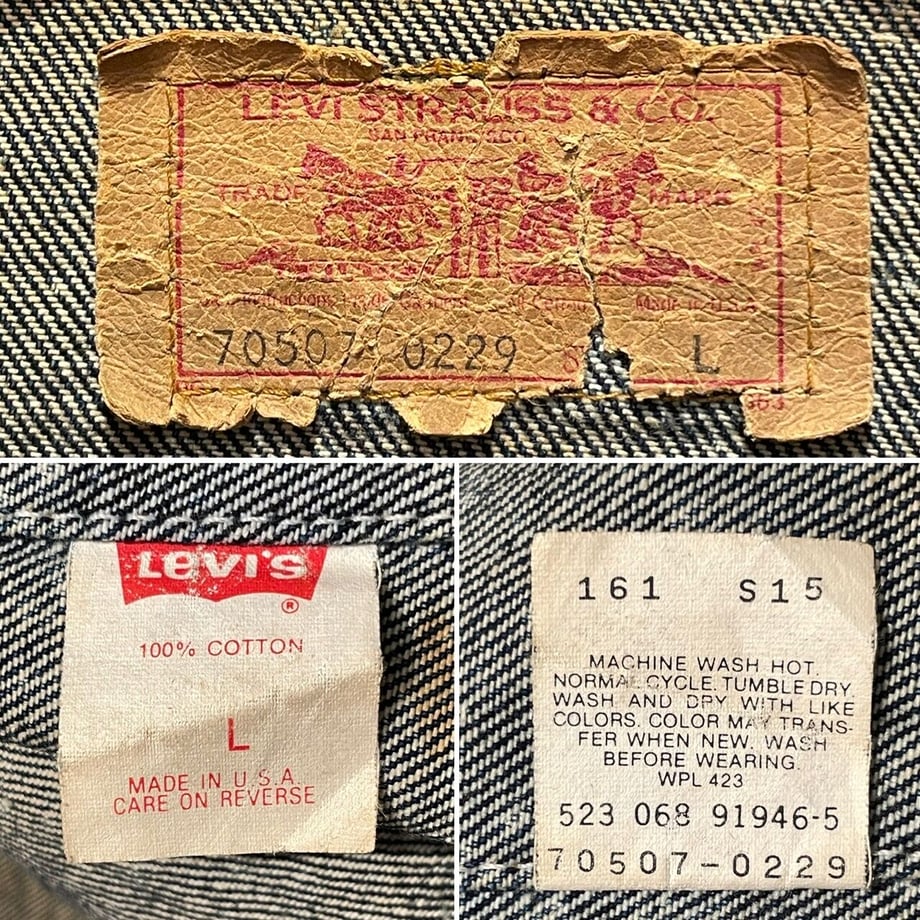 LEVI STRAUSS & CO.
SAN FRANCISCO
TRADE MARK
Made in U.S.A.
70507 0229 L
Levi's
®
100% COTTON
L
MADE IN U.S.A.
CARE ON REVERSE
161 S15
MACHINE WASH HOT.
NORMAL CYCLE. TUMBLE DRY.
WASH AND DRY WITH LIKE
COLORS. COLOR MAY TRANS-
FER WHEN NEW. WASH
BEFORE WEARING.
WPL 423
523 068 91946-5
70507-0229